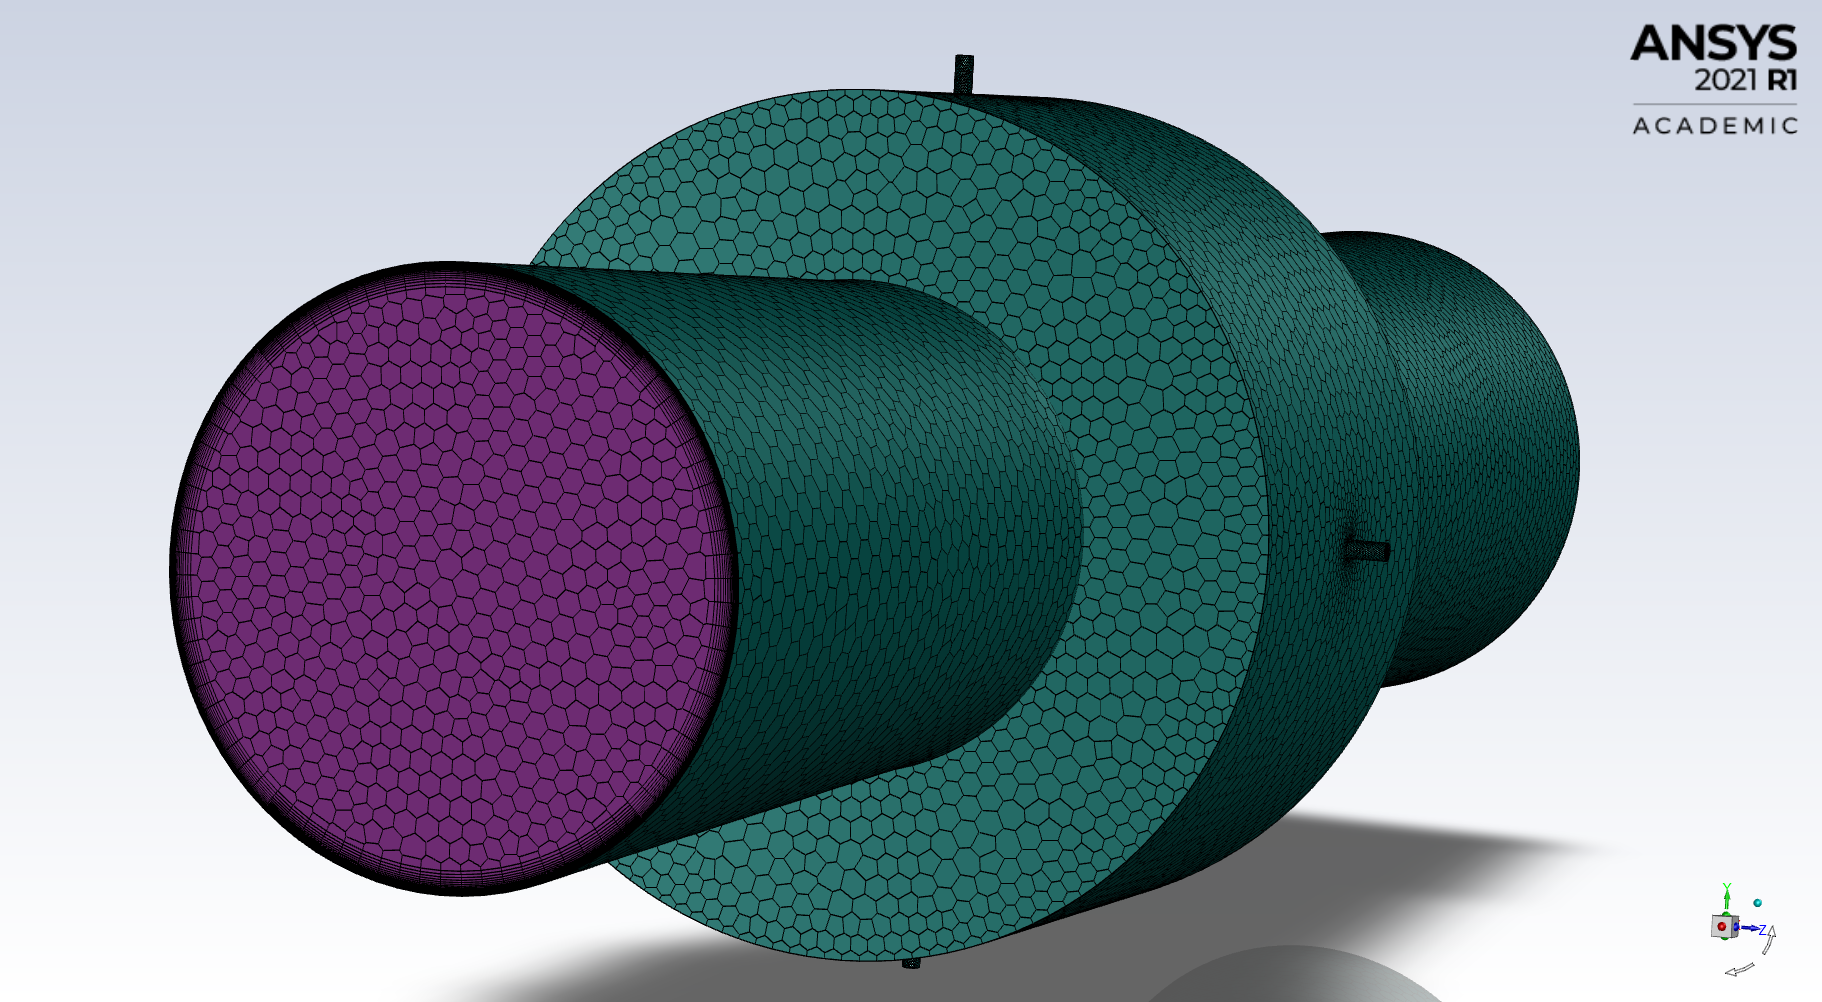 ANSYS
2021 R1
ACADEMIC
Y
Z